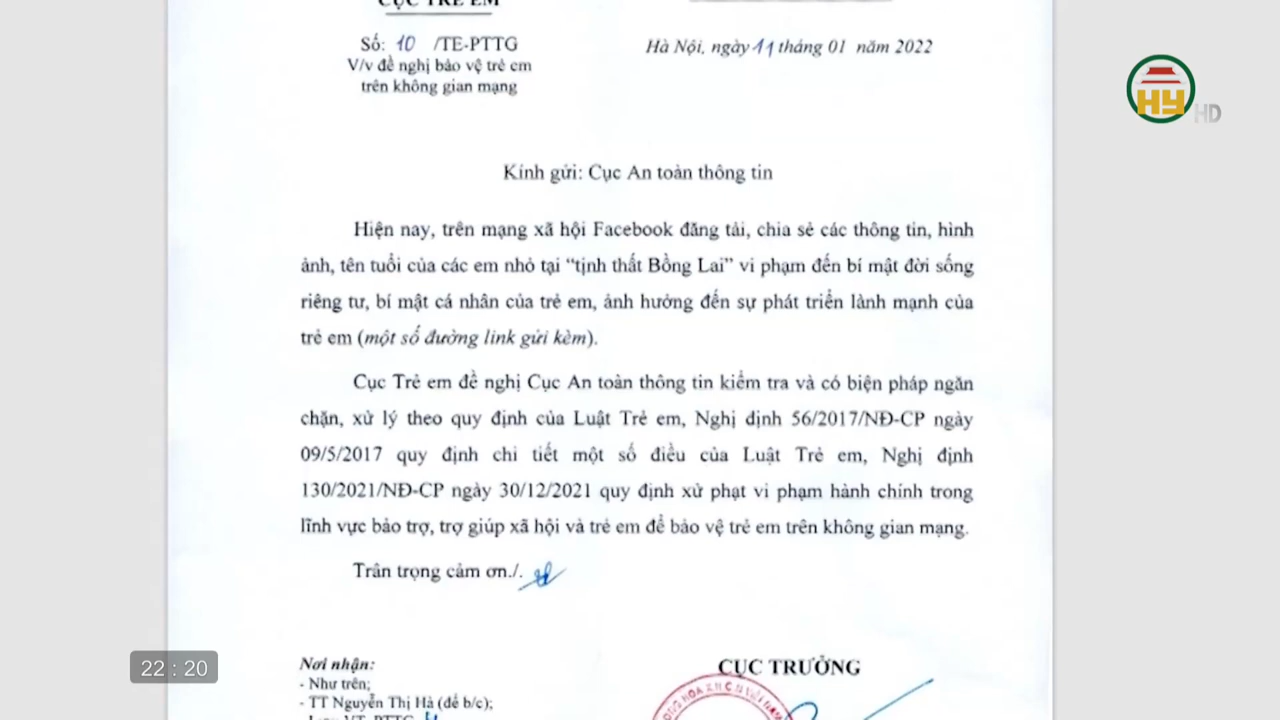 CỤC TRẺ EM
Số: 10 /TE-PTTG
V/v đề nghị bảo vệ trẻ em
trên không gian mạng
Hà Nội, ngày 11 tháng 01 năm 2022
HY HD
Kính gửi: Cục An toàn thông tin
Hiện nay, trên mạng xã hội Facebook đăng tải, chia sẻ các thông tin, hình
ảnh, tên tuổi của các em nhỏ tại “tịnh thất Bồng Lai” vi phạm đến bí mật đời sống
riêng tư, bí mật cá nhân của trẻ em, ảnh hưởng đến sự phát triển lành mạnh của
trẻ em (một số đường link gửi kèm).
Cục Trẻ em đề nghị Cục An toàn thông tin kiểm tra và có biện pháp ngăn
chặn, xử lý theo quy định của Luật Trẻ em, Nghị định 56/2017/NĐ-CP ngày
09/5/2017 quy định chi tiết một số điều của Luật Trẻ em, Nghị định
130/2021/NĐ-CP ngày 30/12/2021 quy định xử phạt vi phạm hành chính trong
lĩnh vực bảo trợ, trợ giúp xã hội và trẻ em để bảo vệ trẻ em trên không gian mạng.
Trân trọng cảm ơn./.
22 : 20
Nơi nhận:
- Như trên;
- TT Nguyễn Thị Hà (để b/c);
CỤC TRƯỞNG